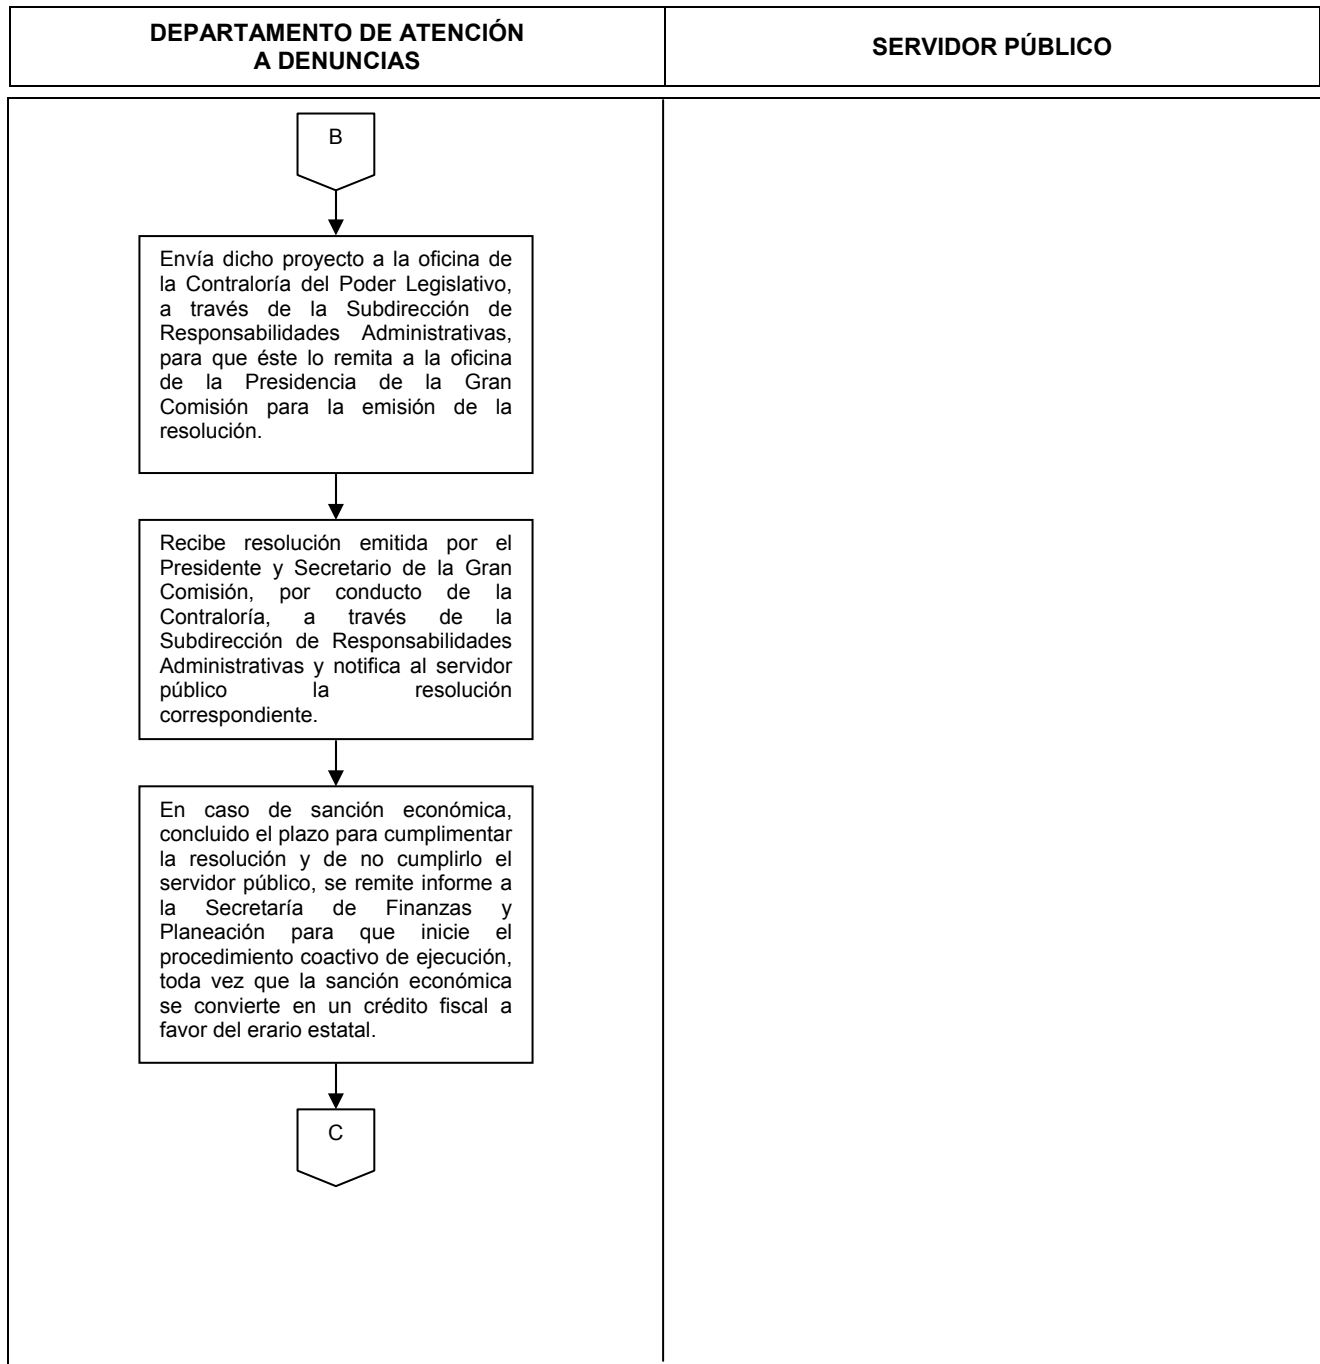 DEPARTAMENTO DE ATENCIÓN
A DENUNCIAS
SERVIDOR PÚBLICO
B
Envía dicho proyecto a la oficina de
la Contraloría del Poder Legislativo,
a través de la Subdirección de
Responsabilidades Administrativas,
para que éste lo remita a la oficina
de la Presidencia de la Gran
Comisión para la emisión de la
resolución.
Recibe resolución emitida por el
Presidente y Secretario de la Gran
Comisión, por conducto de la
Contraloría, a través de la
Subdirección de Responsabilidades
Administrativas y notifica al servidor
público la resolución
correspondiente.
En caso de sanción económica,
concluido el plazo para cumplimentar
la resolución y de no cumplirlo el
servidor público, se remite informe a
la Secretaría de Finanzas y
Planeación para que inicie el
procedimiento coactivo de ejecución,
toda vez que la sanción económica
se convierte en un crédito fiscal a
favor del erario estatal.
C